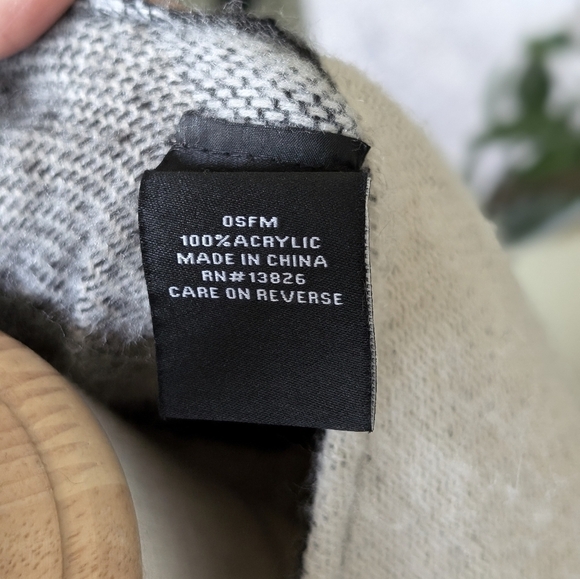 OSFM
100%ACRYLIC
MADE IN CHINA
RN#13826
CARE ON REVERSE